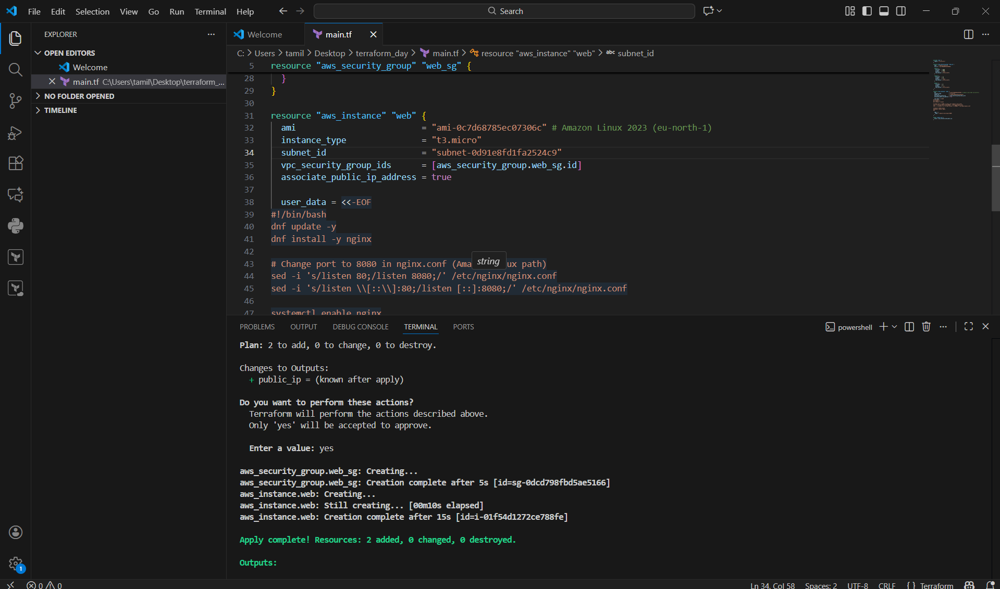 File Edit Selection View Go Run Terminal Help
Search
EXPLORER
OPEN EDITORS
Welcome
main.tf C:\Users\tamil\Desktop\terraform_...
NO FOLDER OPENED
TIMELINE
Welcome
main.tf
C: > Users > tamil > Desktop > terraform_day > main.tf > resource "aws_instance" "web" > abc subnet_id
5 resource "aws_security_group" "web_sg" {
28 }
29 }
30
31 resource "aws_instance" "web" {
32 ami = "ami-0c7d68785ec07306c" # Amazon Linux 2023 (eu-north-1)
33 instance_type = "t3.micro"
34 subnet_id = "subnet-0d91e8fd1fa2524c9"
35 vpc_security_group_ids = [aws_security_group.web_sg.id]
36 associate_public_ip_address = true
37
38 user_data = <<-EOF
39 #!/bin/bash
40 dnf update -y
41 dnf install -y nginx
42
string
43 # Change port to 8080 in nginx.conf (Ama ux path)
44 sed -i 's/listen 80;/listen 8080;/' /etc/nginx/nginx.conf
45 sed -i 's/listen \\[::\\]:80;/listen [::]:8080;/' /etc/nginx/nginx.conf
46
47 systemctl enable nginx
PROBLEMS OUTPUT DEBUG CONSOLE TERMINAL PORTS
powershell
Plan: 2 to add, 0 to change, 0 to destroy.
Changes to Outputs:
+ public_ip = (known after apply)
Do you want to perform these actions?
Terraform will perform the actions described above.
Only 'yes' will be accepted to approve.
Enter a value: yes
aws_security_group.web_sg: Creating...
aws_security_group.web_sg: Creation complete after 5s [id=sg-0dcd798fbd5ae5166]
aws_instance.web: Creating...
aws_instance.web: Still creating... [00m10s elapsed]
aws_instance.web: Creation complete after 15s [id=i-01f54d1272ce788fe]
Apply complete! Resources: 2 added, 0 changed, 0 destroyed.
Outputs:
1
0 0
Ln 34, Col 58 Spaces: 2 UTF-8 CRLF {} Terraform